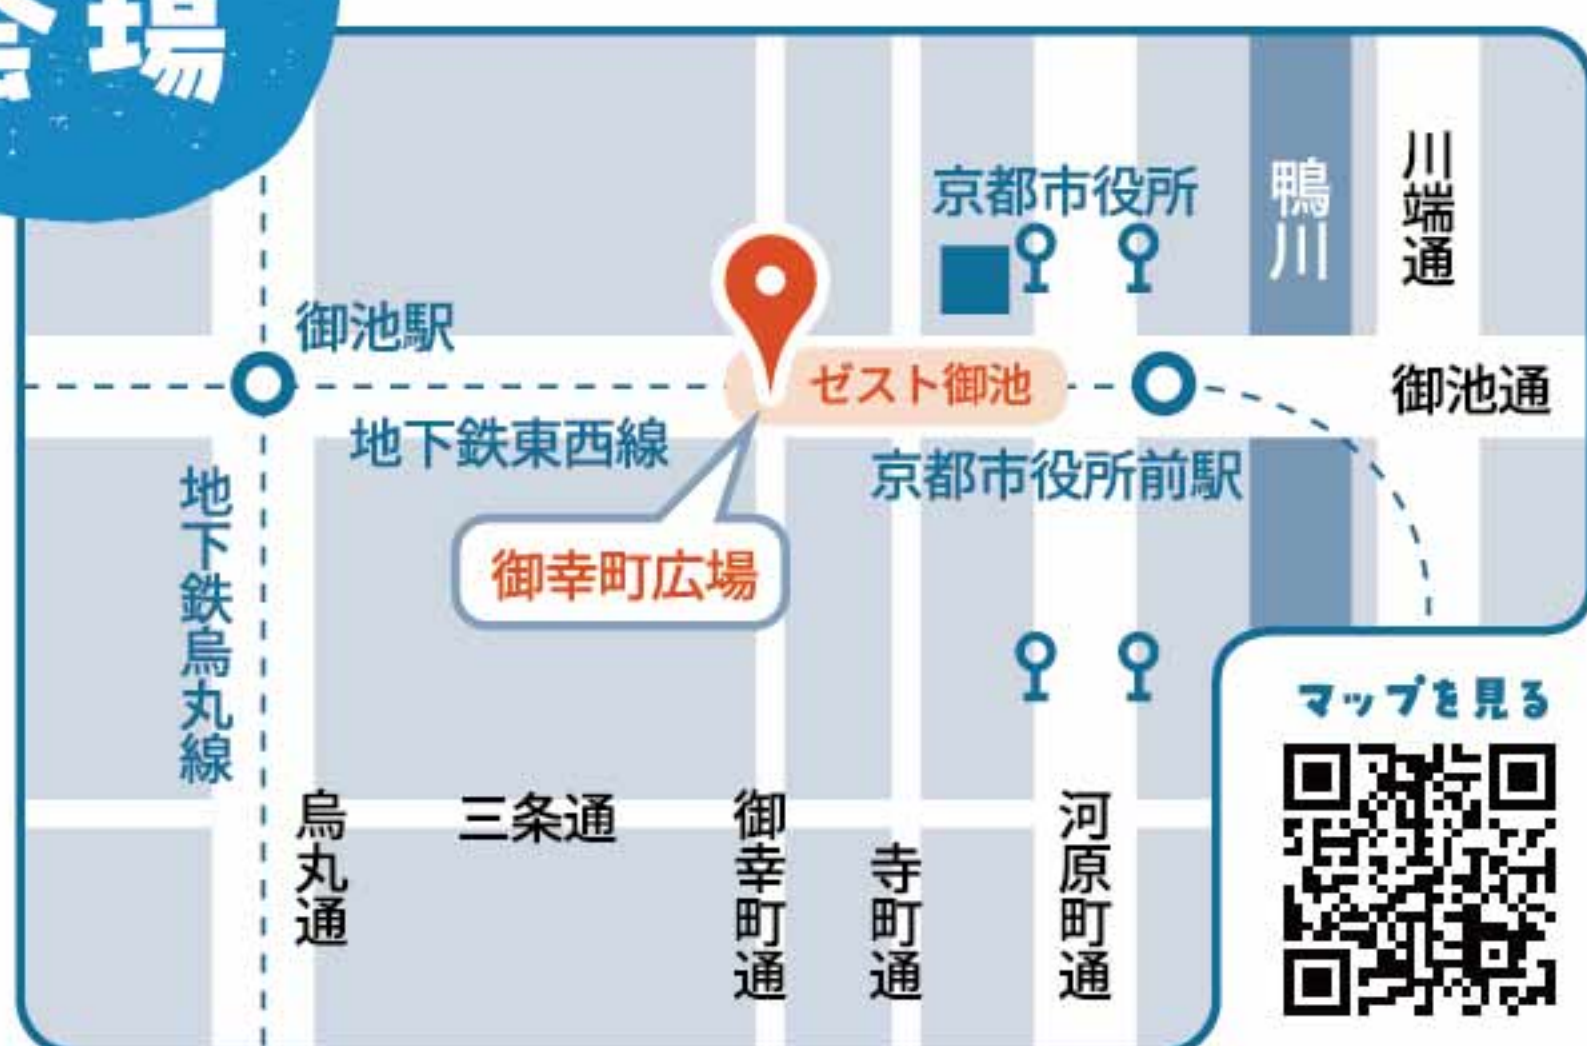 会場
京都市役所
鴨川
川端通
御池駅
ゼスト御池
御池通
地下鉄東西線
京都市役所前駅
地下鉄烏丸線
御幸町広場
マップを見る
烏丸通
三条通
御幸町通
寺町通
河原町通